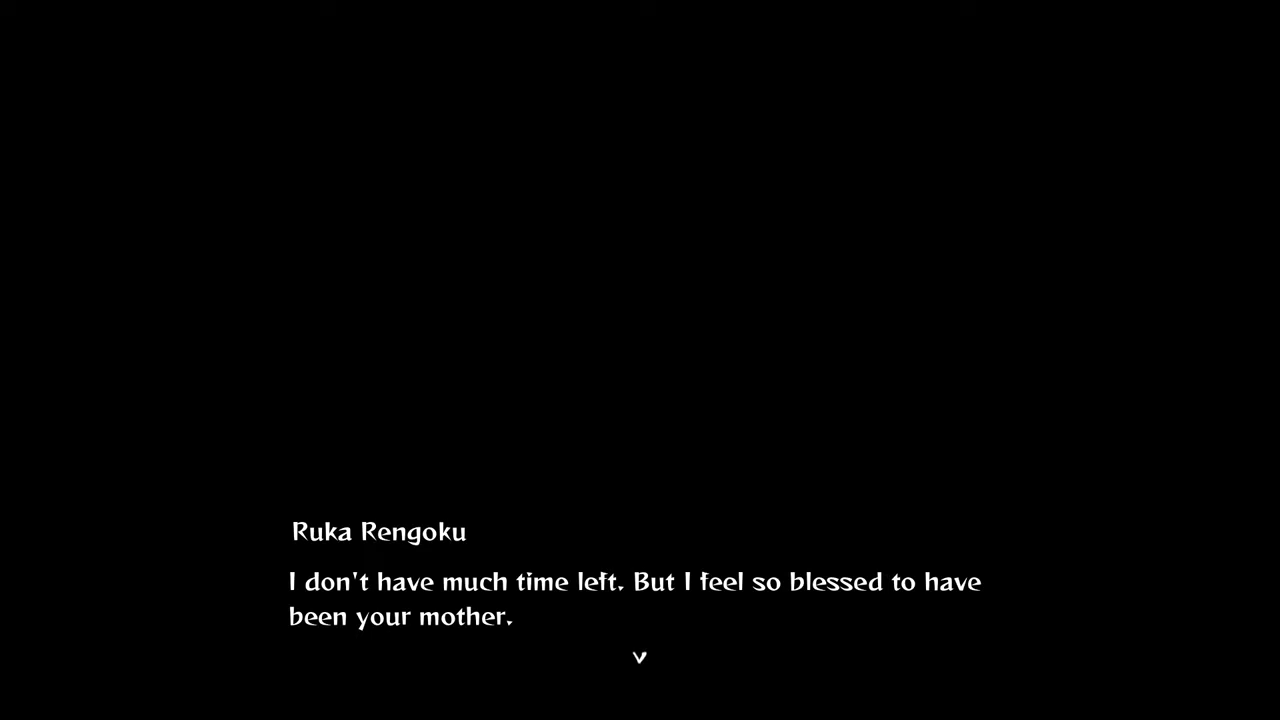 Ruka Rengoku
I don't have much time left. But I feel so blessed to have
been your mother.